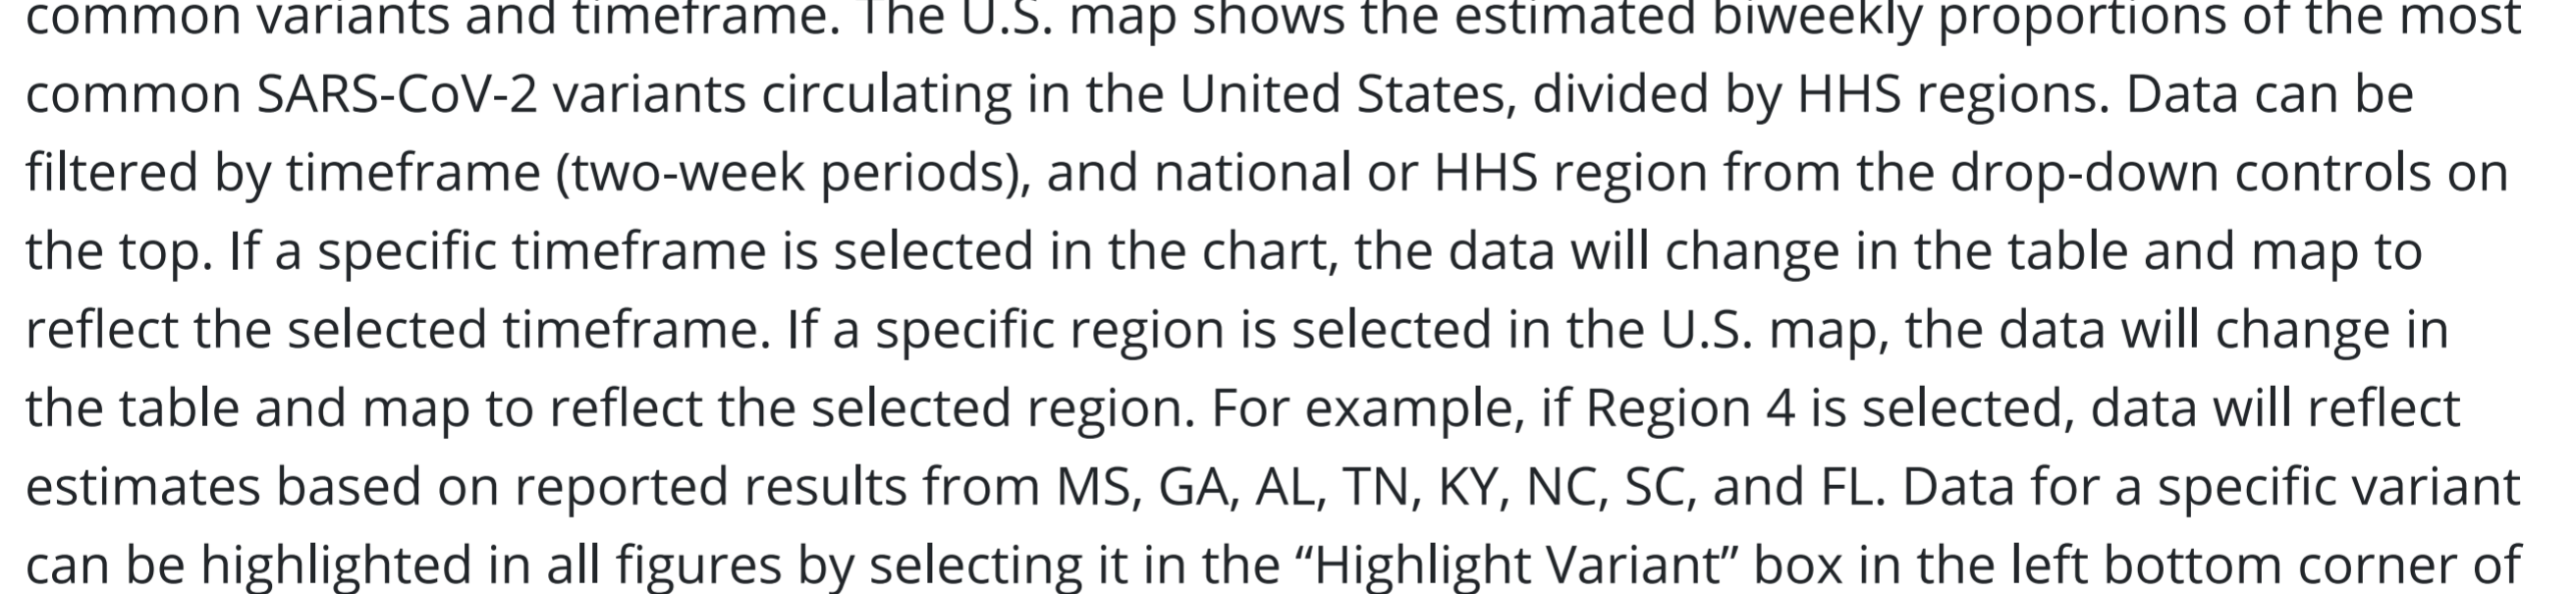 common variants and timeframe. The U.S. map shows the estimated biweekly proportions of the most
common SARS-CoV-2 variants circulating in the United States, divided by HHS regions. Data can be
filtered by timeframe (two-week periods), and national or HHS region from the drop-down controls on
the top. If a specific timeframe is selected in the chart, the data will change in the table and map to
reflect the selected timeframe. If a specific region is selected in the U.S. map, the data will change in
the table and map to reflect the selected region. For example, if Region 4 is selected, data will reflect
estimates based on reported results from MS, GA, AL, TN, KY, NC, SC, and FL. Data for a specific variant
can be highlighted in all figures by selecting it in the “Highlight Variant” box in the left bottom corner of